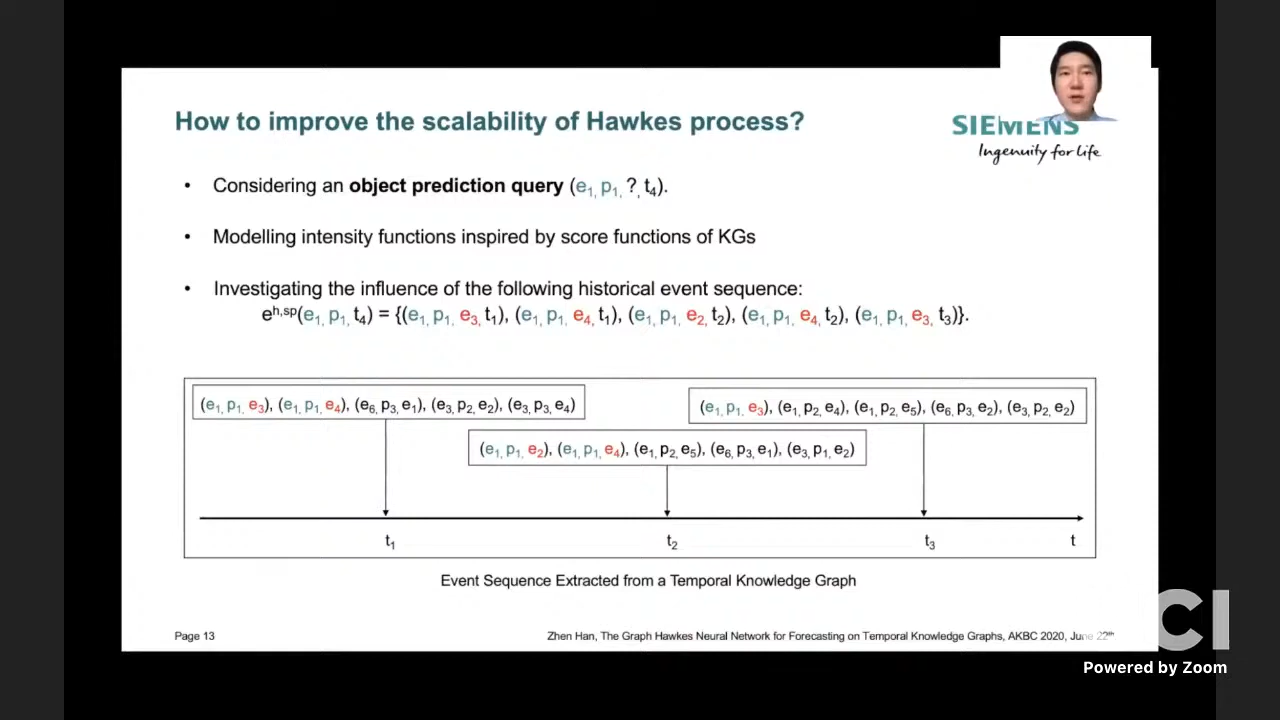 How to improve the scalability of Hawkes process?
SIEMENS
Ingenuity for life
• Considering an object prediction query (e1, p1, ?, t4).
• Modelling intensity functions inspired by score functions of KGs
• Investigating the influence of the following historical event sequence:
e^h,sp(e1, p1, t4) = {(e1, p1, e3, t1), (e1, p1, e4, t1), (e1, p1, e2, t2), (e1, p1, e4, t2), (e1, p1, e3, t3)}.
(e1, p1, e3), (e1, p1, e4), (e6, p3, e1), (e3, p2, e2), (e3, p3, e4)
(e1, p1, e3), (e1, p2, e4), (e1, p2, e5), (e6, p3, e2), (e3, p2, e2)
(e1, p1, e2), (e1, p1, e4), (e1, p2, e5), (e6, p3, e1), (e3, p1, e2)
t1 t2 t3 t
Event Sequence Extracted from a Temporal Knowledge Graph
Page 13
Zhen Han, The Graph Hawkes Neural Network for Forecasting on Temporal Knowledge Graphs, AKBC 2020, June 22th
CI
Powered by Zoom